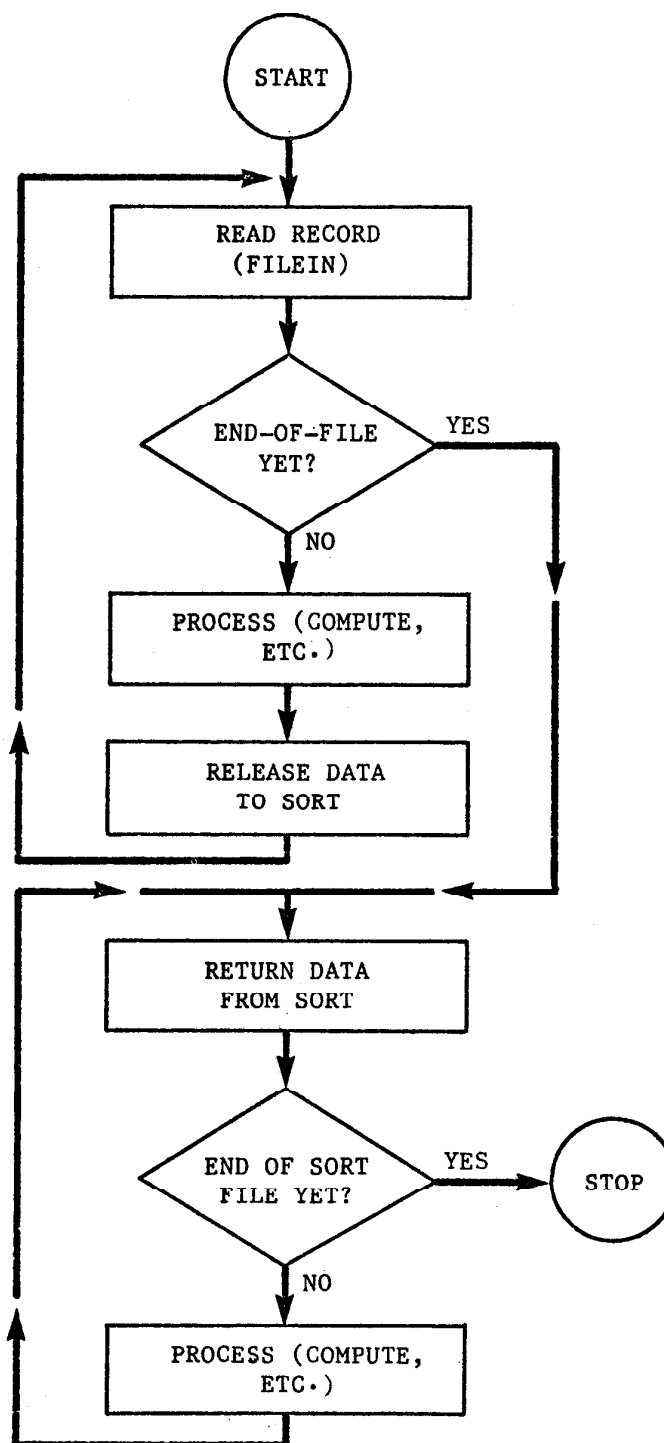 START
READ RECORD
(FILEIN)
END-OF-FILE
YET?
YES
NO
PROCESS (COMPUTE,
ETC.)
RELEASE DATA
TO SORT
RETURN DATA
FROM SORT
END OF SORT
FILE YET?
YES
STOP
NO
PROCESS (COMPUTE,
ETC.)